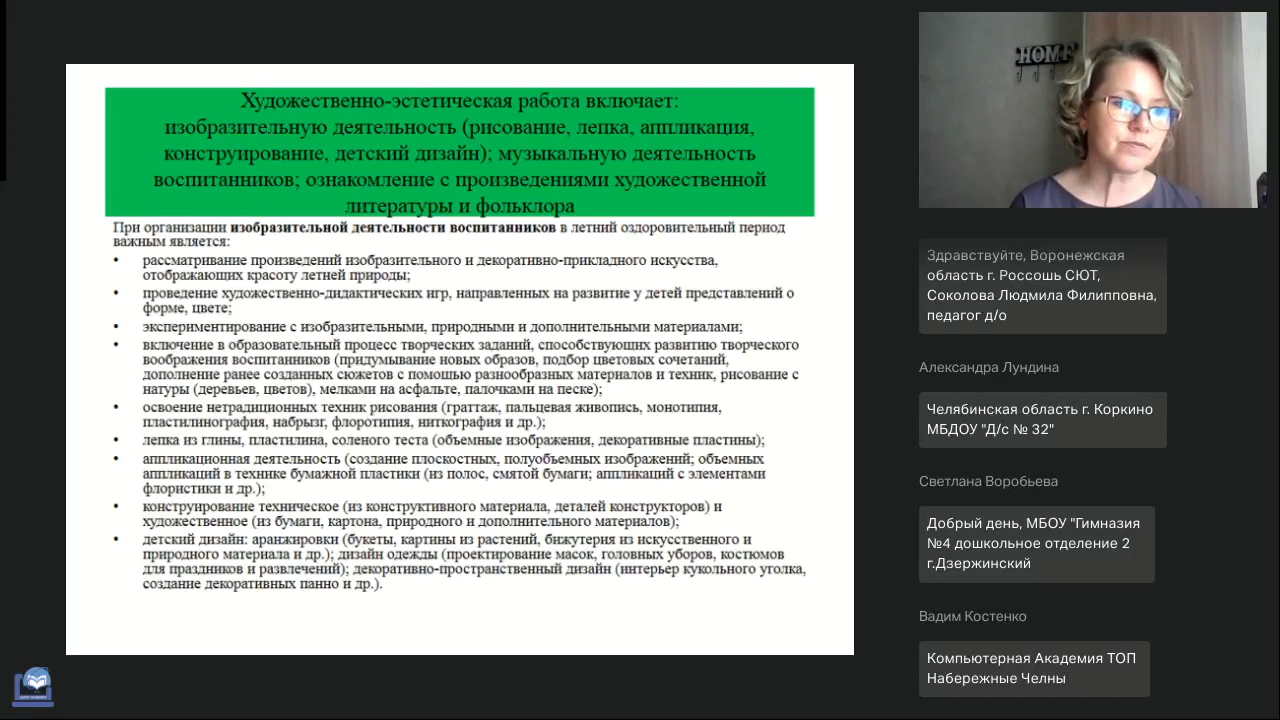 Художественно-эстетическая работа включает:
изобразительную деятельность (рисование, лепка, аппликация,
конструирование, детский дизайн); музыкальную деятельность
воспитанников; ознакомление с произведениями художественной
литературы и фольклора
При организации изобразительной деятельности воспитанников в летний оздоровительный период
важным является:
• рассматривание произведений изобразительного и декоративно-прикладного искусства,
отображающих красоту летней природы;
• проведение художественно-дидактических игр, направленных на развитие у детей представлений о
форме, цвете;
• экспериментирование с изобразительными, природными и дополнительными материалами;
• включение в образовательный процесс творческих заданий, способствующих развитию творческого
воображения воспитанников (придумывание новых образов, подбор цветовых сочетаний,
дополнение ранее созданных сюжетов с помощью разнообразных материалов и техник, рисование с
натуры (деревьев, цветов), мелками на асфальте, палочками на песке);
• освоение нетрадиционных техник рисования (граттаж, пальцевая живопись, монотипия,
пластилинография, набрызг, флоротипия, ниткография и др.);
• лепка из глины, пластилина, соленого теста (объемные изображения, декоративные пластины);
• аппликационная деятельность (создание плоскостных, полуобъемных изображений; объемных
аппликаций в технике бумажной пластики (из полос, смятой бумаги; аппликаций с элементами
флористики и др.);
• конструирование техническое (из конструктивного материала, деталей конструкторов) и
художественное (из бумаги, картона, природного и дополнительного материалов);
• детский дизайн: аранжировки (букеты, картины из растений, бижутерия из искусственного и
природного материала и др.); дизайн одежды (проектирование масок, головных уборов, костюмов
для праздников и развлечений); декоративно-пространственный дизайн (интерьер кукольного уголка,
создание декоративных панно и др.).
HOME
Здравствуйте, Воронежская
область г. Россошь СЮТ,
Соколова Людмила Филипповна,
педагог д/о
Александра Лундина
Челябинская область г. Коркино
МБДОУ "Д/с № 32"
Светлана Воробьева
Добрый день, МБОУ "Гимназия
№4 дошкольное отделение 2
г.Дзержинский
Вадим Костенко
Компьютерная Академия ТОП
Набережные Челны